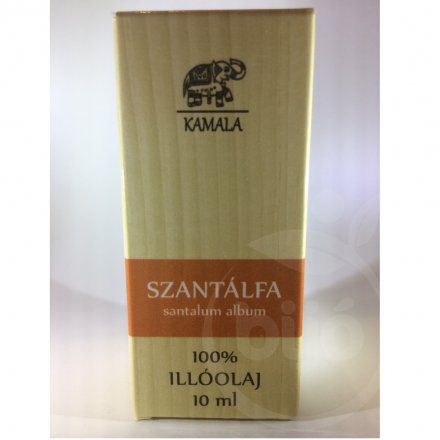 KAMALA
SZANTÁLFA
santalum album
100%
ILLÓOLAJ
10 ml